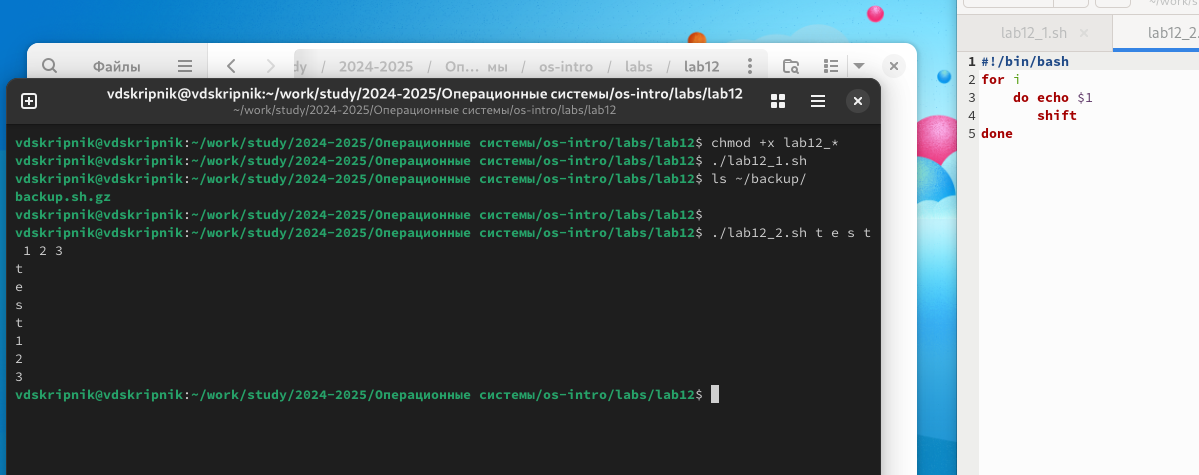 ~/work/s
lab12_1.sh
lab12_2.
Файлы
dy / 2024-2025 / Оп... мы / os-intro / labs / lab12
vdskripnik@vdskripnik:~/work/study/2024-2025/Операционные системы/os-intro/labs/lab12
~/work/study/2024-2025/Операционные системы/os-intro/labs/lab12
vdskripnik@vdskripnik:~/work/study/2024-2025/Операционные системы/os-intro/labs/lab12$ chmod +x lab12_*
vdskripnik@vdskripnik:~/work/study/2024-2025/Операционные системы/os-intro/labs/lab12$ ./lab12_1.sh
vdskripnik@vdskripnik:~/work/study/2024-2025/Операционные системы/os-intro/labs/lab12$ ls ~/backup/
backup.sh.gz
vdskripnik@vdskripnik:~/work/study/2024-2025/Операционные системы/os-intro/labs/lab12$
vdskripnik@vdskripnik:~/work/study/2024-2025/Операционные системы/os-intro/labs/lab12$ ./lab12_2.sh t e s t
 1 2 3
t
e
s
t
1
2
3
vdskripnik@vdskripnik:~/work/study/2024-2025/Операционные системы/os-intro/labs/lab12$
1 #!/bin/bash
2 for i
3     do echo $1
4        shift
5 done